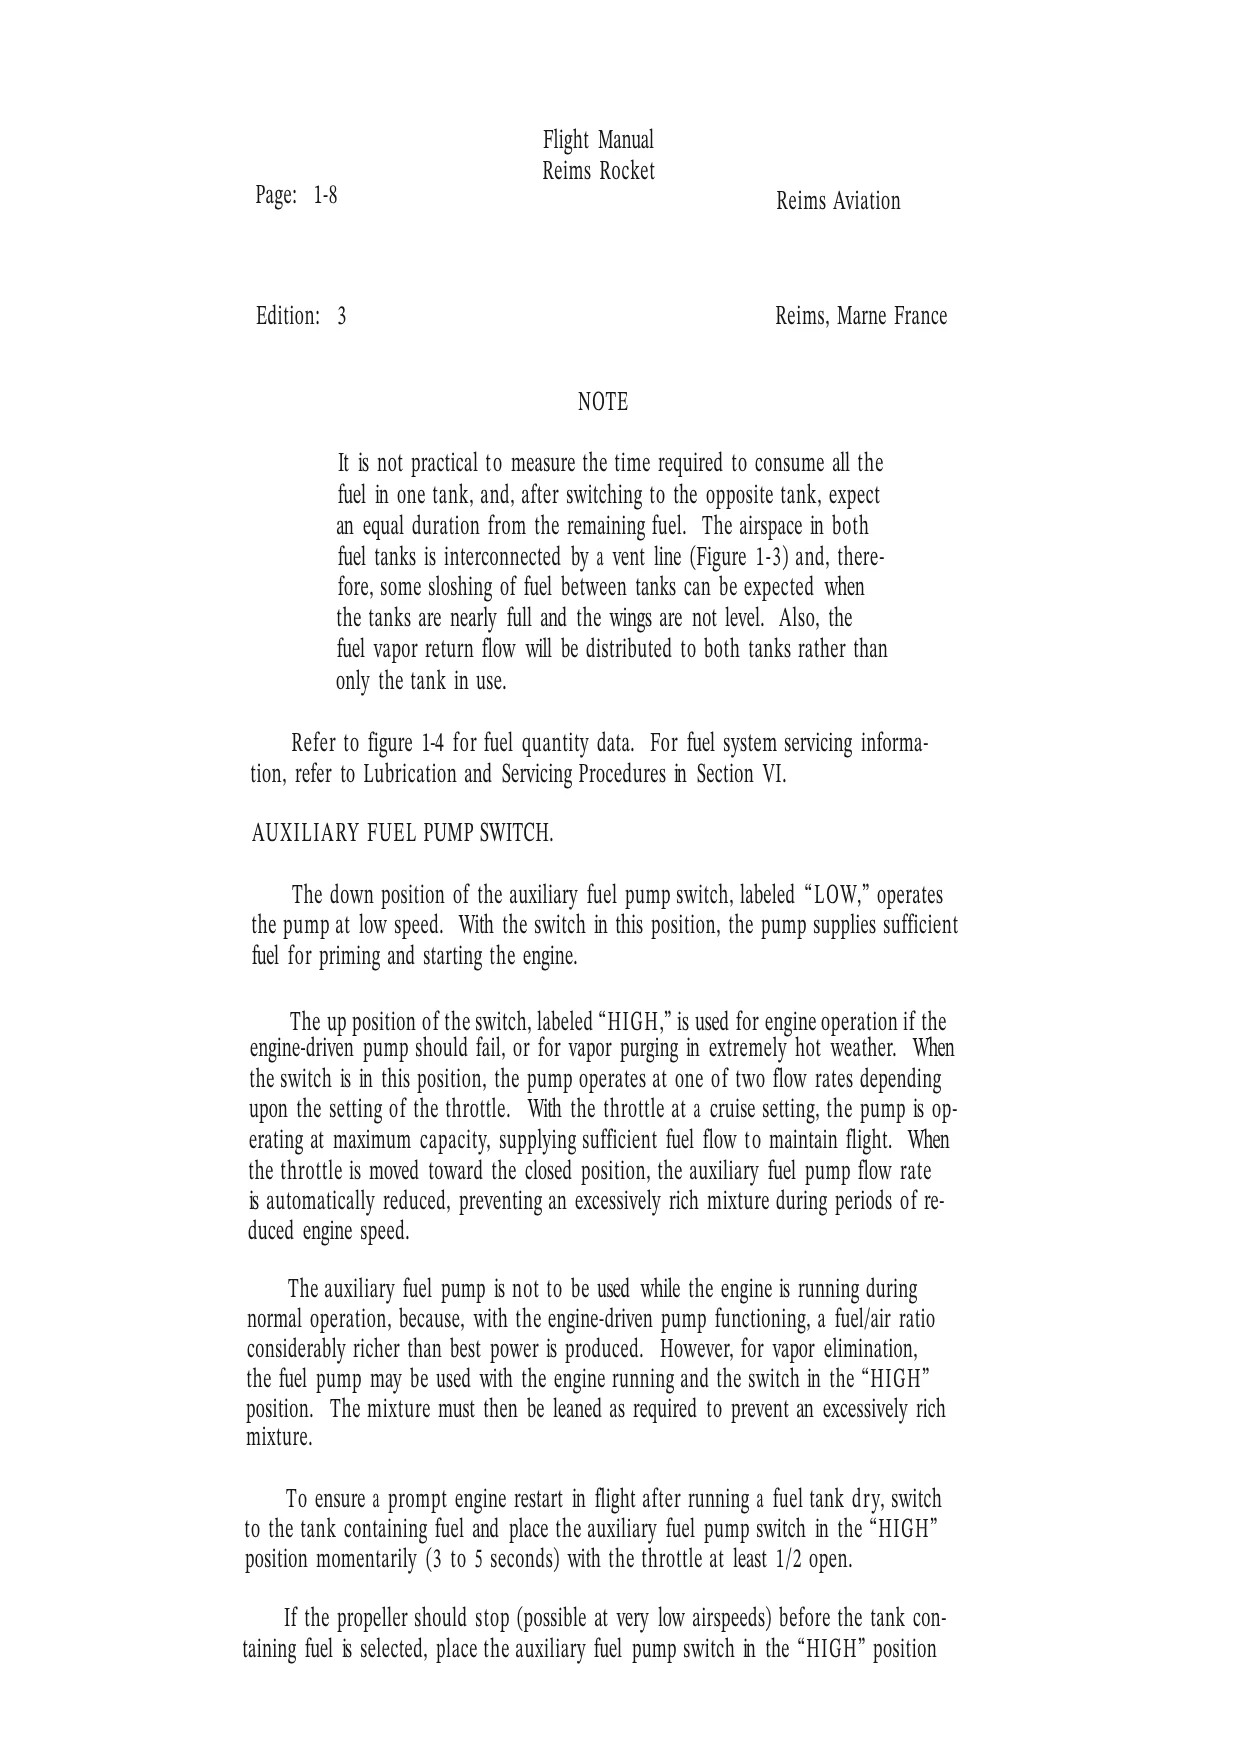 Flight Manual
Reims Rocket
Page: 1-8
Reims Aviation
Edition: 3
Reims, Marne France
NOTE
It is not practical to measure the time required to consume all the
fuel in one tank, and, after switching to the opposite tank, expect
an equal duration from the remaining fuel. The airspace in both
fuel tanks is interconnected by a vent line (Figure 1-3) and, there-
fore, some sloshing of fuel between tanks can be expected when
the tanks are nearly full and the wings are not level. Also, the
fuel vapor return flow will be distributed to both tanks rather than
only the tank in use.
Refer to figure 1-4 for fuel quantity data. For fuel system servicing informa-
tion, refer to Lubrication and Servicing Procedures in Section VI.
AUXILIARY FUEL PUMP SWITCH.
The down position of the auxiliary fuel pump switch, labeled “LOW,” operates
the pump at low speed. With the switch in this position, the pump supplies sufficient
fuel for priming and starting the engine.
The up position of the switch, labeled “HIGH,” is used for engine operation if the
engine-driven pump should fail, or for vapor purging in extremely hot weather. When
the switch is in this position, the pump operates at one of two flow rates depending
upon the setting of the throttle. With the throttle at a cruise setting, the pump is op-
erating at maximum capacity, supplying sufficient fuel flow to maintain flight. When
the throttle is moved toward the closed position, the auxiliary fuel pump flow rate
is automatically reduced, preventing an excessively rich mixture during periods of re-
duced engine speed.
The auxiliary fuel pump is not to be used while the engine is running during
normal operation, because, with the engine-driven pump functioning, a fuel/air ratio
considerably richer than best power is produced. However, for vapor elimination,
the fuel pump may be used with the engine running and the switch in the “HIGH”
position. The mixture must then be leaned as required to prevent an excessively rich
mixture.
To ensure a prompt engine restart in flight after running a fuel tank dry, switch
to the tank containing fuel and place the auxiliary fuel pump switch in the “HIGH”
position momentarily (3 to 5 seconds) with the throttle at least 1/2 open.
If the propeller should stop (possible at very low airspeeds) before the tank con-
taining fuel is selected, place the auxiliary fuel pump switch in the “HIGH” position